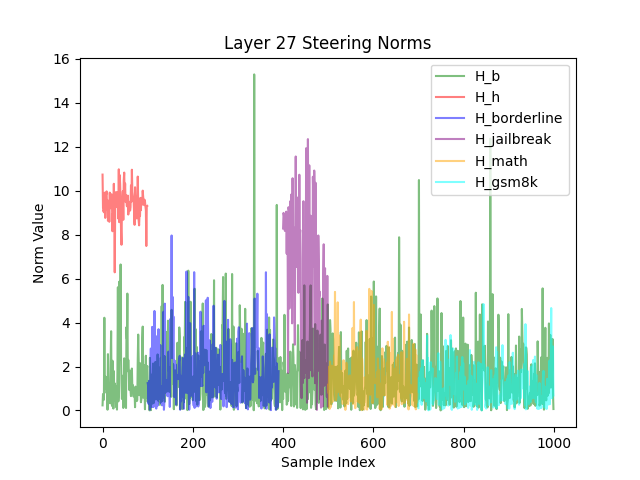 Layer 27 Steering Norms
16
14
12
10
8
6
4
2
0
Norm Value
0
200
400
600
800
1000
Sample Index
H_b
H_h
H_borderline
H_jailbreak
H_math
H_gsm8k